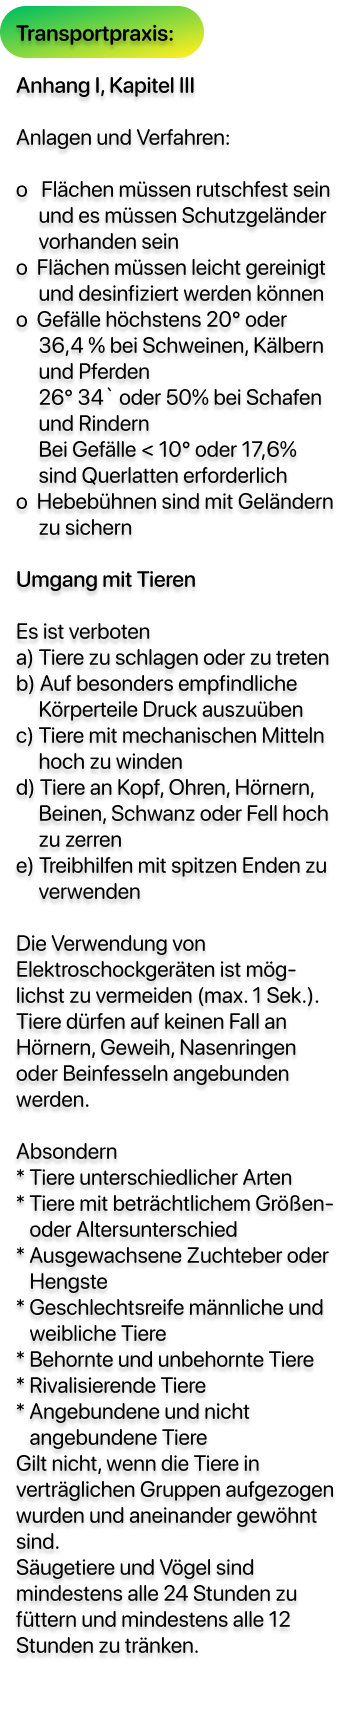 Transportpraxis:
Anhang I, Kapitel III
Anlagen und Verfahren:
o Flächen müssen rutschfest sein
und es müssen Schutzgeländer
vorhanden sein
o Flächen müssen leicht gereinigt
und desinfiziert werden können
o Gefälle höchstens 20° oder
36,4 % bei Schweinen, Kälbern
und Pferden
26° 34` oder 50% bei Schafen
und Rindern
Bei Gefälle < 10° oder 17,6%
sind Querlatten erforderlich
o Hebebühnen sind mit Geländern
zu sichern
Umgang mit Tieren
Es ist verboten
a) Tiere zu schlagen oder zu treten
b) Auf besonders empfindliche
Körperteile Druck auszuüben
c) Tiere mit mechanischen Mitteln
hoch zu winden
d) Tiere an Kopf, Ohren, Hörnern,
Beinen, Schwanz oder Fell hoch
zu zerren
e) Treibhilfen mit spitzen Enden zu
verwenden
Die Verwendung von
Elektroschockgeräten ist mög-
lichst zu vermeiden (max. 1 Sek.).
Tiere dürfen auf keinen Fall an
Hörnern, Geweih, Nasenringen
oder Beinfesseln angebunden
werden.
Absondern
* Tiere unterschiedlicher Arten
* Tiere mit beträchtlichem Größen-
oder Altersunterschied
* Ausgewachsene Zuchteber oder
Hengste
* Geschlechtsreife männliche und
weibliche Tiere
* Behornte und unbehornte Tiere
* Rivalisierende Tiere
* Angebundene und nicht
angebundene Tiere
Gilt nicht, wenn die Tiere in
verträglichen Gruppen aufgezogen
wurden und aneinander gewöhnt
sind.
Säugetiere und Vögel sind
mindestens alle 24 Stunden zu
füttern und mindestens alle 12
Stunden zu tränken.